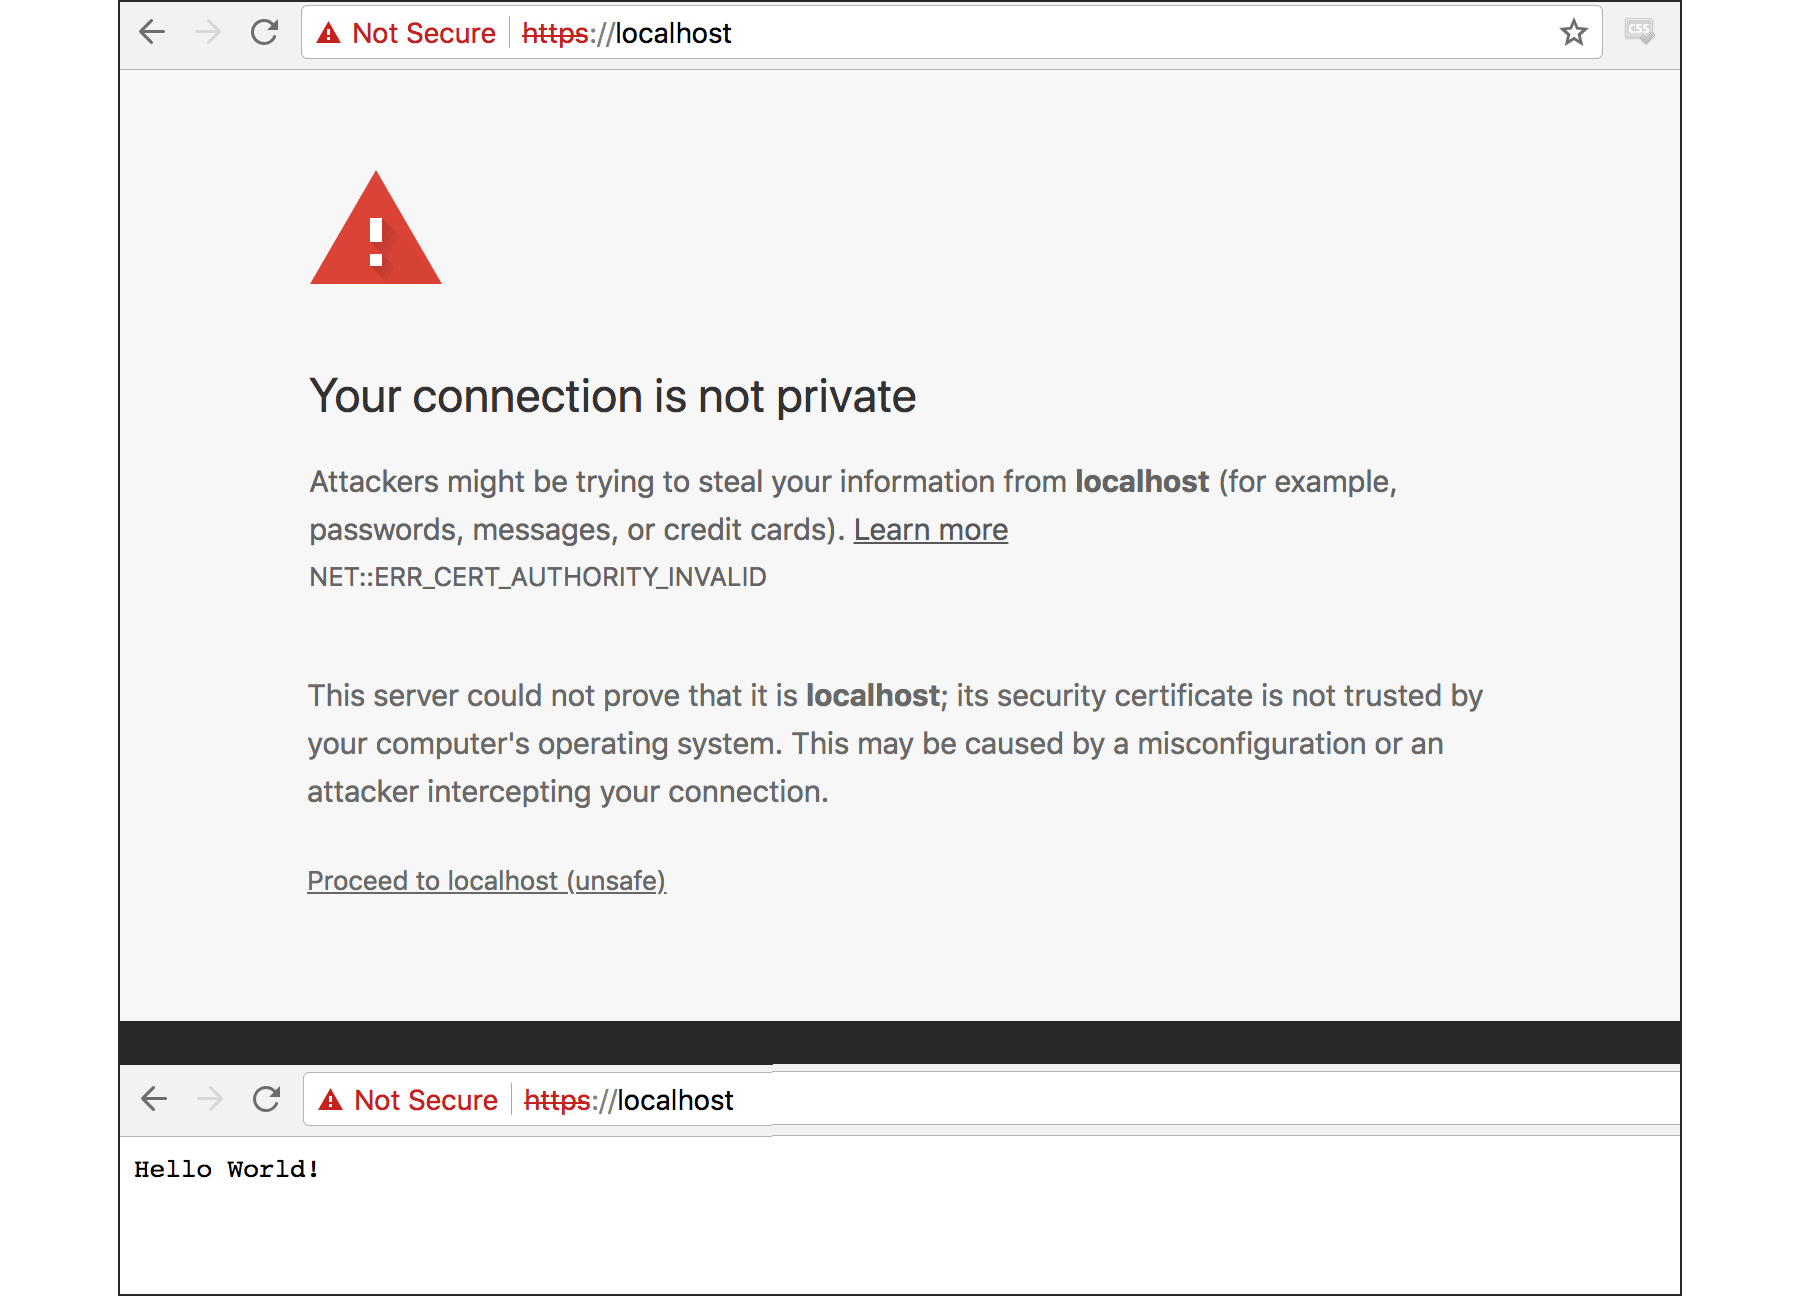 Not Secure https://localhost
CSS
Your connection is not private
Attackers might be trying to steal your information from localhost (for example,
passwords, messages, or credit cards). Learn more
NET::ERR_CERT_AUTHORITY_INVALID
This server could not prove that it is localhost; its security certificate is not trusted by
your computer's operating system. This may be caused by a misconfiguration or an
attacker intercepting your connection.
Proceed to localhost (unsafe)
Not Secure https://localhost
Hello World!